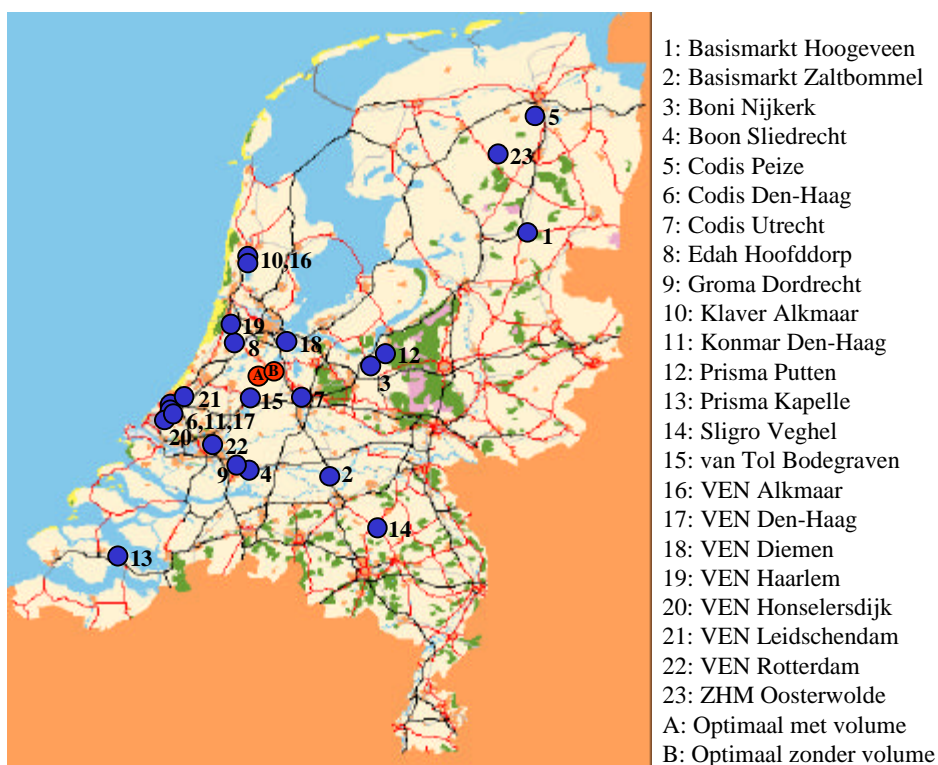 5
23
1
10,16
19
8
18
12
3
A
B
21
15
7
6,11,17
20
22
9
4
2
14
13
1: Basismarkt Hoogeveen
2: Basismarkt Zaltbommel
3: Boni Nijkerk
4: Boon Sliedrecht
5: Codis Peize
6: Codis Den-Haag
7: Codis Utrecht
8: Edah Hoofddorp
9: Groma Dordrecht
10: Klaver Alkmaar
11: Konmar Den-Haag
12: Prisma Putten
13: Prisma Kapelle
14: Sligro Veghel
15: van Tol Bodegraven
16: VEN Alkmaar
17: VEN Den-Haag
18: VEN Diemen
19: VEN Haarlem
20: VEN Honselersdijk
21: VEN Leidschendam
22: VEN Rotterdam
23: ZHM Oosterwolde
A: Optimaal met volume
B: Optimaal zonder volume